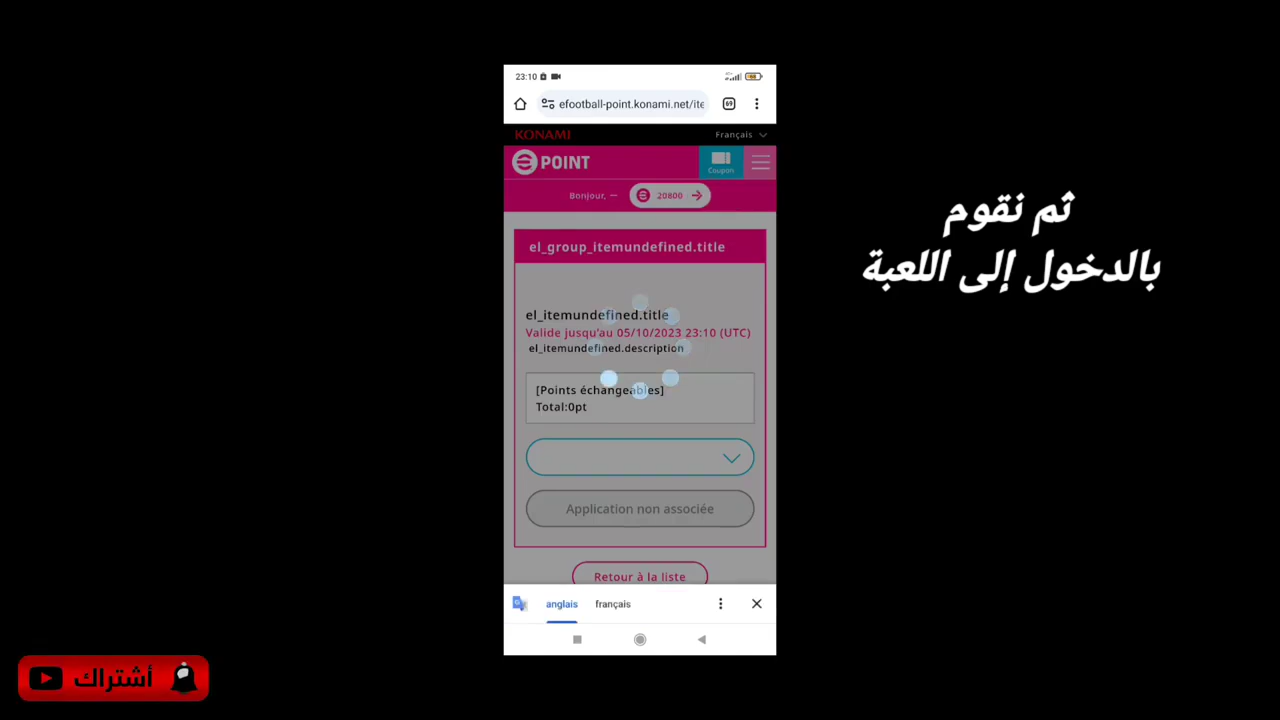 23:10
68
efootball-point.konami.net/ite
69
KONAMI
Français
POINT
Coupon
Bonjour, —
20800
el_group_itemundefined.title
el_itemundefined.title
Valide jusqu'au 05/10/2023 23:10 (UTC)
el_itemundefined.description
[Points échangeables]
Total:0pt
Application non associée
Retour à la liste
anglais français
ثم نقوم
بالدخول إلى اللعبة
أشتراك